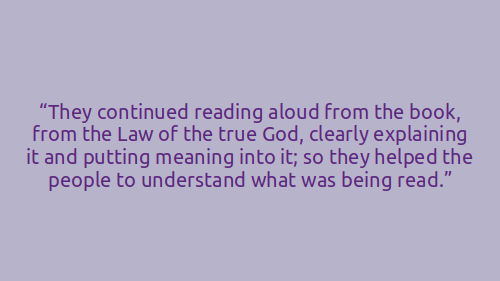 “They continued reading aloud from the book,
from the Law of the true God, clearly explaining
it and putting meaning into it; so they helped the
people to understand what was being read.”